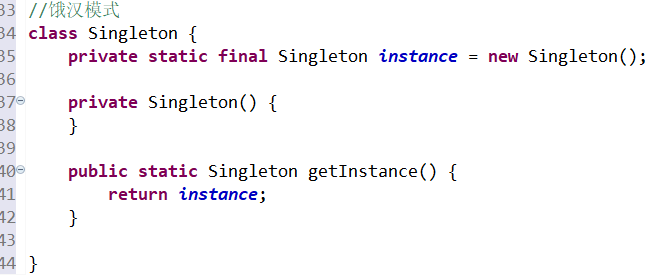 33 //饿汉模式
34 class Singleton {
35     private static final Singleton instance = new Singleton();
36
37     private Singleton() {
38     }
39
40     public static Singleton getInstance() {
41         return instance;
42     }
43
44 }